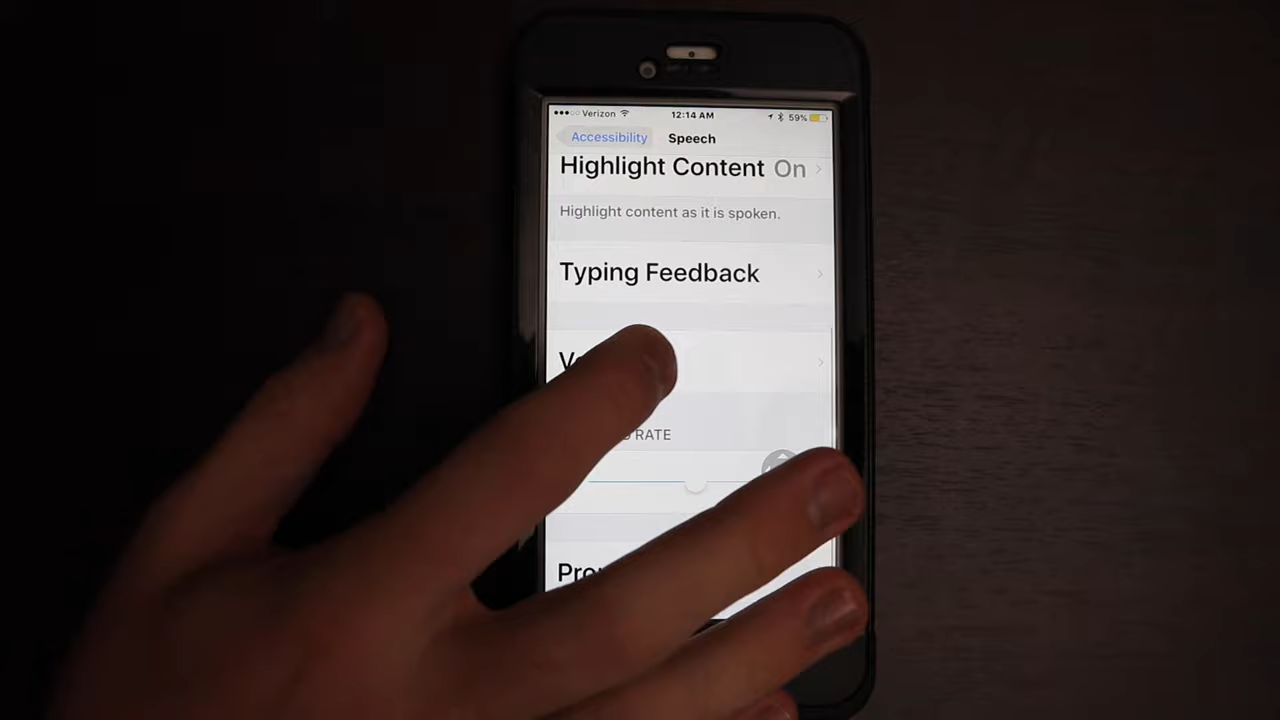 Verizon 12:14 AM 59%
Accessibility Speech
Highlight Content On
Highlight content as it is spoken.
Typing Feedback
RATE